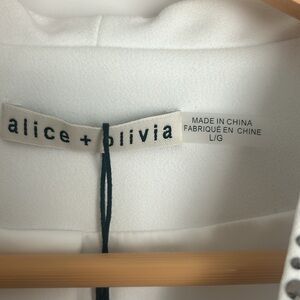 alice + olivia
MADE IN CHINA
FABRIQUÉ EN CHINE
L/G